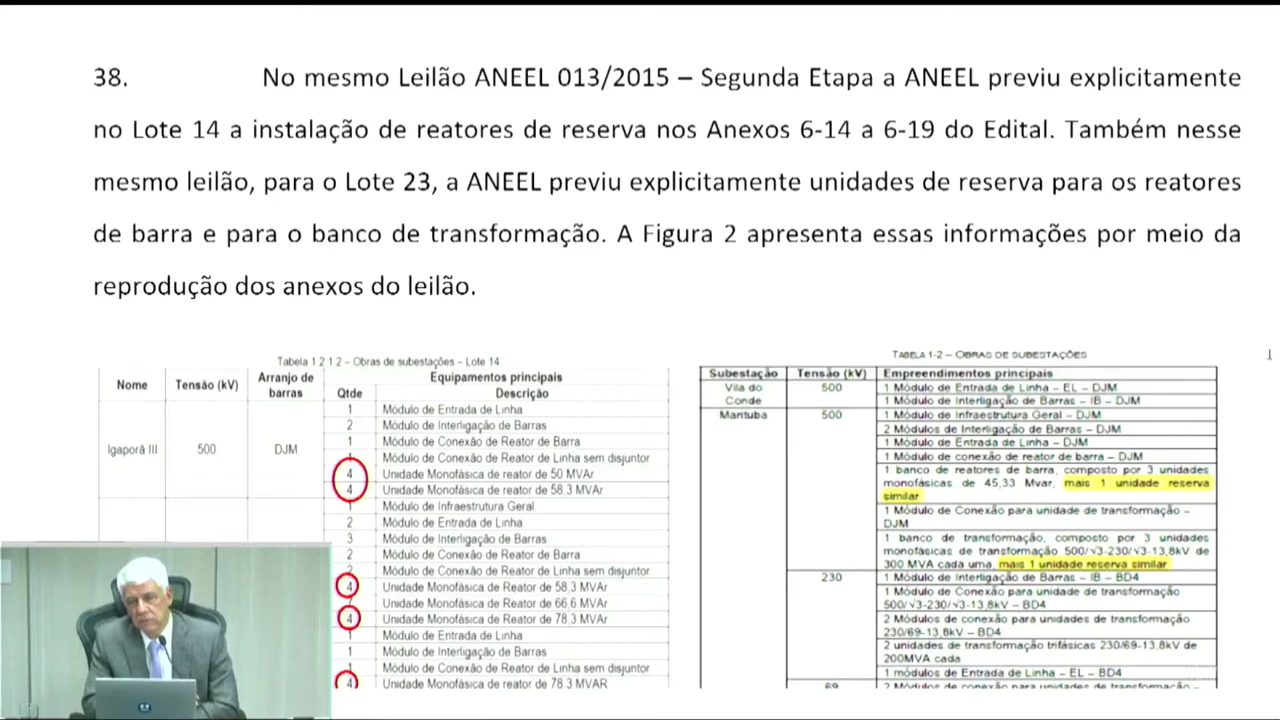 38. No mesmo Leilão ANEEL 013/2015 – Segunda Etapa a ANEEL previu explicitamente
no Lote 14 a instalação de reatores de reserva nos Anexos 6-14 a 6-19 do Edital. Também nesse
mesmo leilão, para o Lote 23, a ANEEL previu explicitamente unidades de reserva para os reatores
de barra e para o banco de transformação. A Figura 2 apresenta essas informações por meio da
reprodução dos anexos do leilão.
Tabela 1 2 1 2 – Obras de subestações – Lote 14
Nome Tensão (kV) Arranjo de barras Equipamentos principais
Qtde Descrição
1 Módulo de Entrada de Linha
2 Módulo de Interligação de Barras
Igaporã III 500 DJM 1 Módulo de Conexão de Reator de Barra
1 Módulo de Conexão de Reator de Linha sem disjuntor
4 Unidade Monofásica de reator de 50 MVAr
4 Unidade Monofásica de reator de 58.3 MVAr
1 Módulo de Infraestrutura Geral
2 Módulo de Entrada de Linha
3 Módulo de Interligação de Barras
2 Módulo de Conexão de Reator de Barra
2 Módulo de Conexão de Reator de Linha sem disjuntor
4 Unidade Monofásica de Reator de 58.3 MVAr
Unidade Monofásica de Reator de 66.6 MVAr
4 Unidade Monofásica de Reator de 78.3 MVAr
1 Módulo de Entrada de Linha
1 Módulo de Interligação de Barras
1 Módulo de Conexão de Reator de Linha sem disjuntor
4 Unidade Monofásica de reator de 78.3 MVAR
TABELA 1-2 – OBRAS DE SUBESTAÇÕES
Subestação Tensão (kV) Empreendimentos principais
Vila do Conde 500 1 Módulo de Entrada de Linha – EL – DJM
1 Módulo de Interligação de Barras – IB – DJM
Marituba 500 1 Módulo de Infraestrutura Geral – DJM
2 Módulos de Interligação de Barras – DJM
1 Módulo de Entrada de Linha – DJM
1 Módulo de conexão de reator de barra – DJM
1 banco de reatores de barra, composto por 3 unidades
monofásicas de 45,33 Mvar, mais 1 unidade reserva
similar
1 Módulo de Conexão para unidade de transformação –
DJM
1 banco de transformação, composto por 3 unidades
monofásicas de transformação 500/√3-230/√3-13,8kV de
300 MVA cada uma, mais 1 unidade reserva similar
230 1 Módulo de Interligação de Barras – IB – BD4
1 Módulo de Conexão para unidade de transformação
500/√3-230/√3-13,8kV – BD4
2 Módulos de conexão para unidades de transformação
230/69-13,8kV – BD4
2 unidades de transformação trifásicas 230/69-13,8kV de
200MVA cada
1 módulos de Entrada de Linha – EL – BD4
69 2 Módulos de conexão para unidades de transformação –